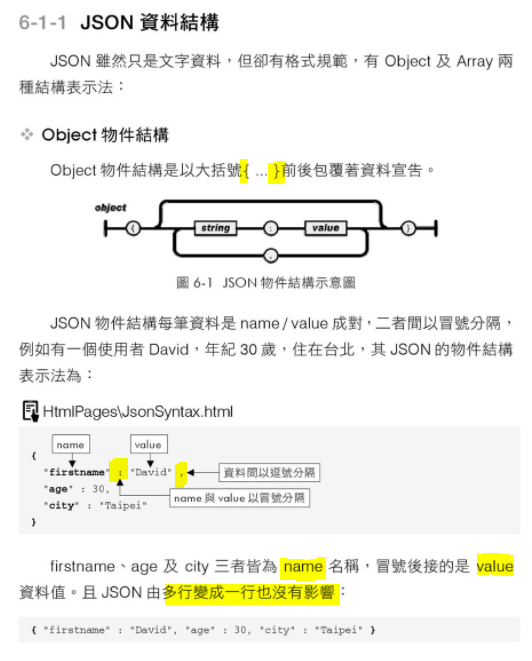 6-1-1 JSON 資料結構
JSON 雖然只是文字資料，但卻有格式規範，有 Object 及 Array 兩
種結構表示法：
❖ Object 物件結構
Object 物件結構是以大括號{ ... }前後包覆著資料宣告。
object
{ string : value }
,
圖 6-1 JSON 物件結構示意圖
JSON 物件結構每筆資料是 name / value 成對，二者間以冒號分隔，
例如有一個使用者 David，年紀 30 歲，住在台北，其 JSON 的物件結構
表示法為：
HtmlPages\JsonSyntax.html
name value
{
"firstname" : "David" , 資料間以逗號分隔
"age" : 30, name 與 value 以冒號分隔
"city" : "Taipei"
}
firstname、age 及 city 三者皆為 name 名稱，冒號後接的是 value
資料值。且 JSON 由多行變成一行也沒有影響：
{ "firstname" : "David", "age" : 30, "city" : "Taipei" }